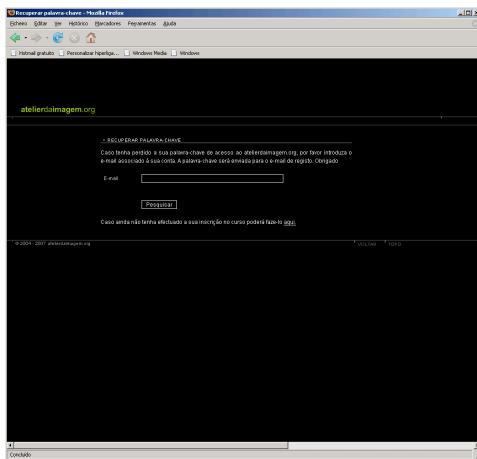 Recuperar palavra-chave - Mozilla Firefox
Ficheiro Editar Ver Histórico Marcadores Ferramentas Ajuda
Hotmail gratuito Personalizar hiperliga... Windows Media Windows
atelierdaimagem.org
RECUPERAR PALAVRA-CHAVE
Caso tenha perdido a sua palavra-chave de acesso ao atelierdaimagem.org, por favor introduza o
e-mail associado à sua conta. A palavra-chave será enviada para o e-mail de registo. Obrigado
E-mail
Pesquisar
Caso ainda não tenha efectuado a sua inscrição no curso poderá faze-lo aqui.
© 2004 - 2007 atelierdaimagem.org VOLTAR TOPO
Concluído